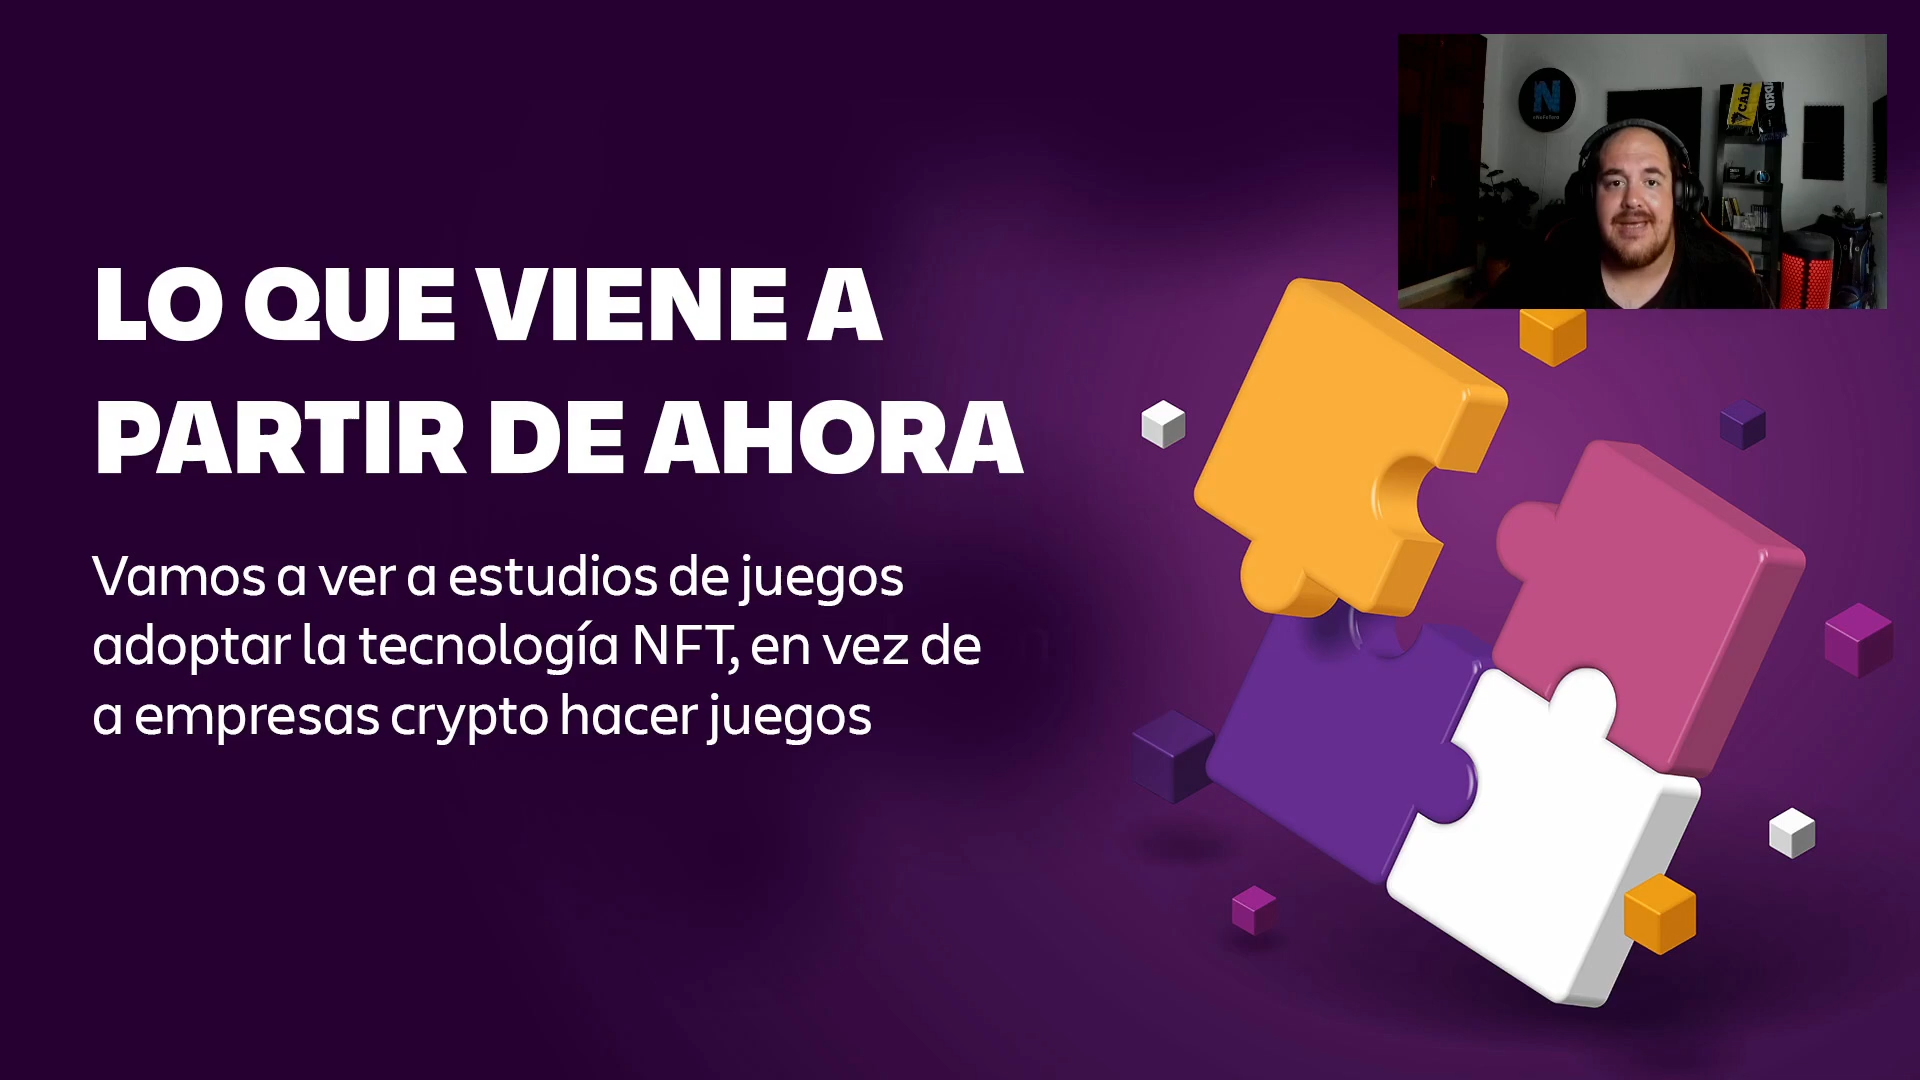 LO QUE VIENE A
PARTIR DE AHORA
Vamos a ver a estudios de juegos
adoptar la tecnología NFT, en vez de
a empresas crypto hacer juegos
N
CÁDI